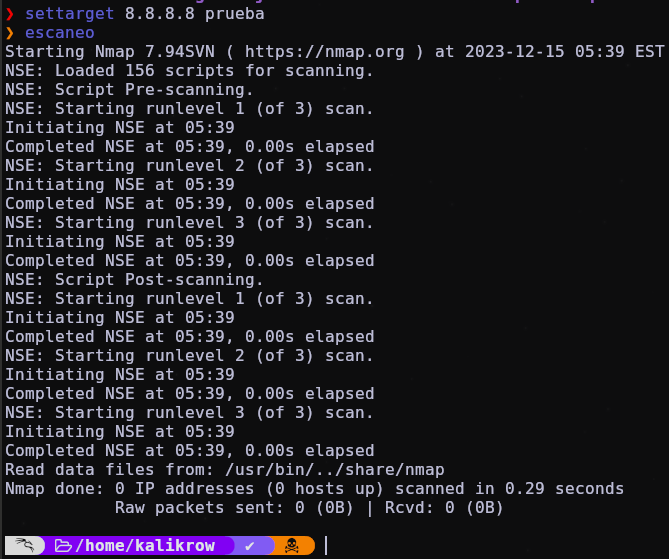 ❯ settarget 8.8.8.8 prueba
❯ escaneo
Starting Nmap 7.94SVN ( https://nmap.org ) at 2023-12-15 05:39 EST
NSE: Loaded 156 scripts for scanning.
NSE: Script Pre-scanning.
NSE: Starting runlevel 1 (of 3) scan.
Initiating NSE at 05:39
Completed NSE at 05:39, 0.00s elapsed
NSE: Starting runlevel 2 (of 3) scan.
Initiating NSE at 05:39
Completed NSE at 05:39, 0.00s elapsed
NSE: Starting runlevel 3 (of 3) scan.
Initiating NSE at 05:39
Completed NSE at 05:39, 0.00s elapsed
NSE: Script Post-scanning.
NSE: Starting runlevel 1 (of 3) scan.
Initiating NSE at 05:39
Completed NSE at 05:39, 0.00s elapsed
NSE: Starting runlevel 2 (of 3) scan.
Initiating NSE at 05:39
Completed NSE at 05:39, 0.00s elapsed
NSE: Starting runlevel 3 (of 3) scan.
Initiating NSE at 05:39
Completed NSE at 05:39, 0.00s elapsed
Read data files from: /usr/bin/../share/nmap
Nmap done: 0 IP addresses (0 hosts up) scanned in 0.29 seconds
Raw packets sent: 0 (0B) | Rcvd: 0 (0B)
/home/kalikrow ✔ ☠